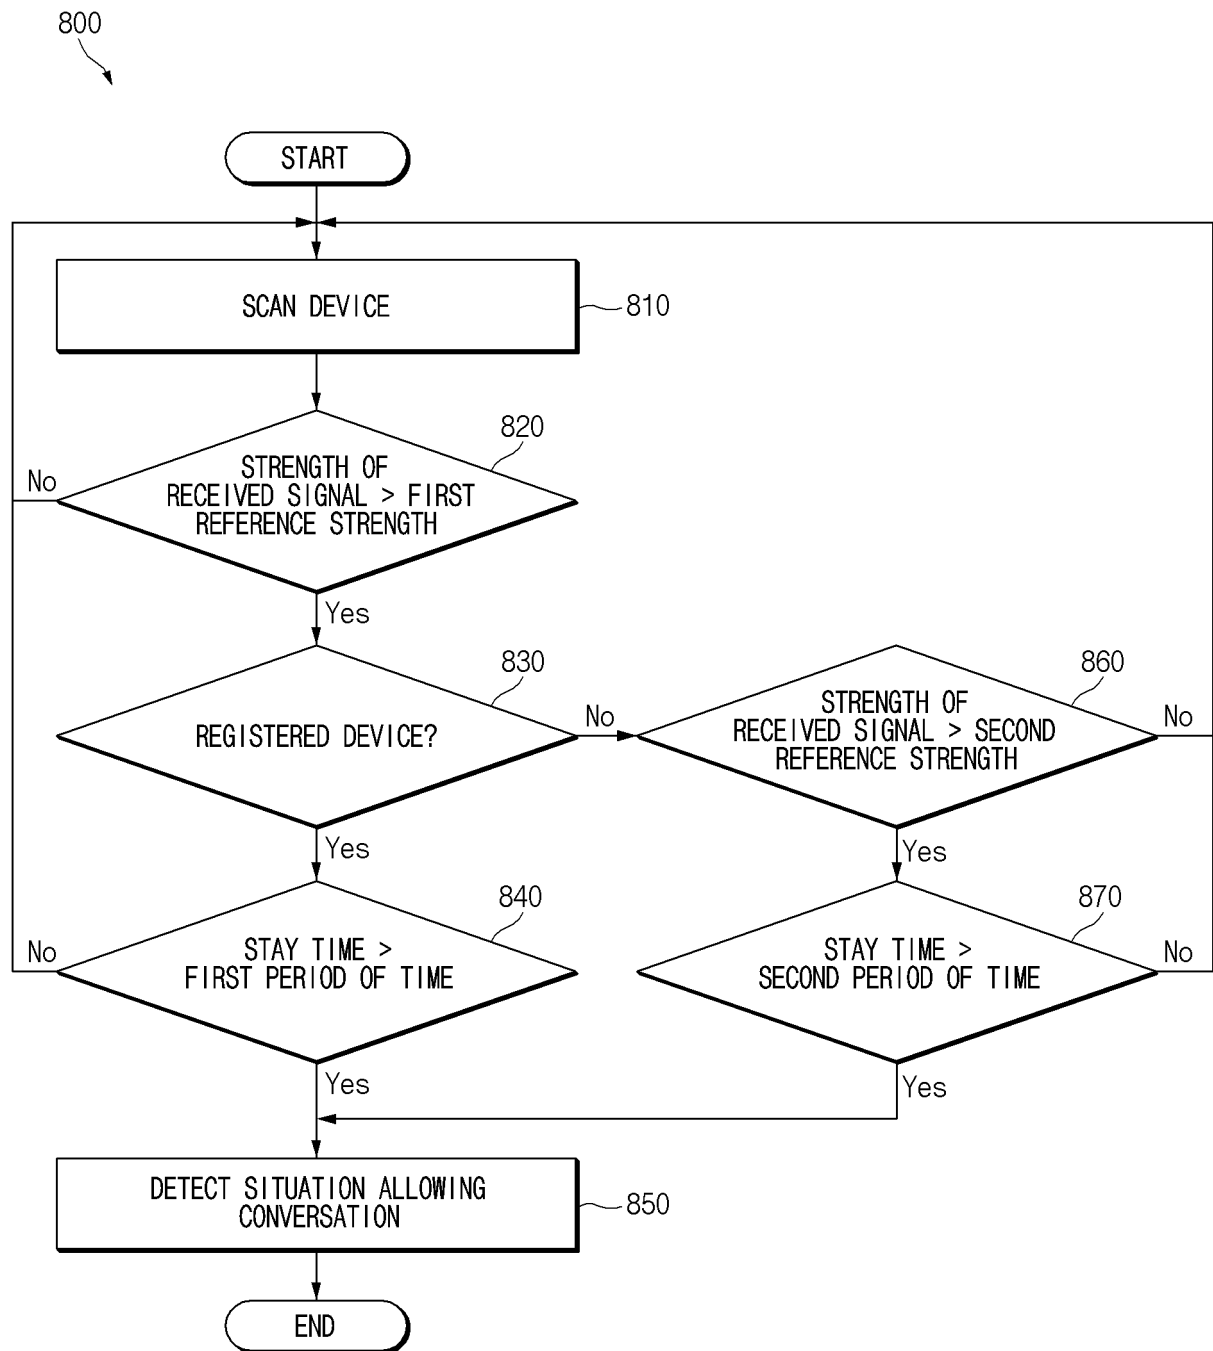 800
START
SCAN DEVICE
810
820
STRENGTH OF
RECEIVED SIGNAL > FIRST
REFERENCE STRENGTH
No
Yes
830
REGISTERED DEVICE?
No
860
STRENGTH OF
RECEIVED SIGNAL > SECOND
REFERENCE STRENGTH
No
Yes
Yes
840
STAY TIME >
FIRST PERIOD OF TIME
No
870
STAY TIME >
SECOND PERIOD OF TIME
No
Yes
Yes
DETECT SITUATION ALLOWING
CONVERSATION
850
END